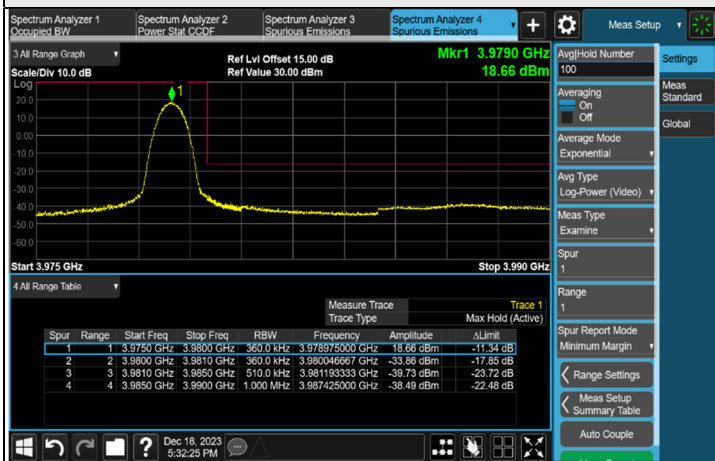 Spectrum Analyzer 1
Occupied BW
Spectrum Analyzer 2
Power Stat CCDF
Spectrum Analyzer 3
Spurious Emissions
Spectrum Analyzer 4
Spurious Emissions
+
Meas Setup
3 All Range Graph
Scale/Div 10.0 dB
Ref Lvl Offset 15.00 dB
Ref Value 30.00 dBm
Mkr1 3.9790 GHz
18.66 dBm
Log
1
20.0
10.0
0.00
-10.0
-20.0
-30.0
-40.0
-50.0
-60.0
Start 3.975 GHz
Stop 3.990 GHz
4 All Range Table
Measure Trace Trace 1
Trace Type Max Hold (Active)
Spur Range Start Freq Stop Freq RBW Frequency Amplitude ΔLimit
1 1 3.9750 GHz 3.9800 GHz 360.0 kHz 3.978975000 GHz 18.66 dBm -11.34 dB
2 2 3.9800 GHz 3.9810 GHz 360.0 kHz 3.980046667 GHz -33.86 dBm -17.85 dB
3 3 3.9810 GHz 3.9850 GHz 510.0 kHz 3.981193333 GHz -39.73 dBm -23.72 dB
4 4 3.9850 GHz 3.9900 GHz 1.000 MHz 3.987425000 GHz -38.49 dBm -22.48 dB
Avg|Hold Number
100
Averaging
On
Off
Average Mode
Exponential
Avg Type
Log-Power (Video)
Meas Type
Examine
Spur
1
Range
1
Spur Report Mode
Minimum Margin
Range Settings
Meas Setup
Summary Table
Auto Couple
Settings
Meas
Standard
Global
?
Dec 18, 2023
5:32:25 PM